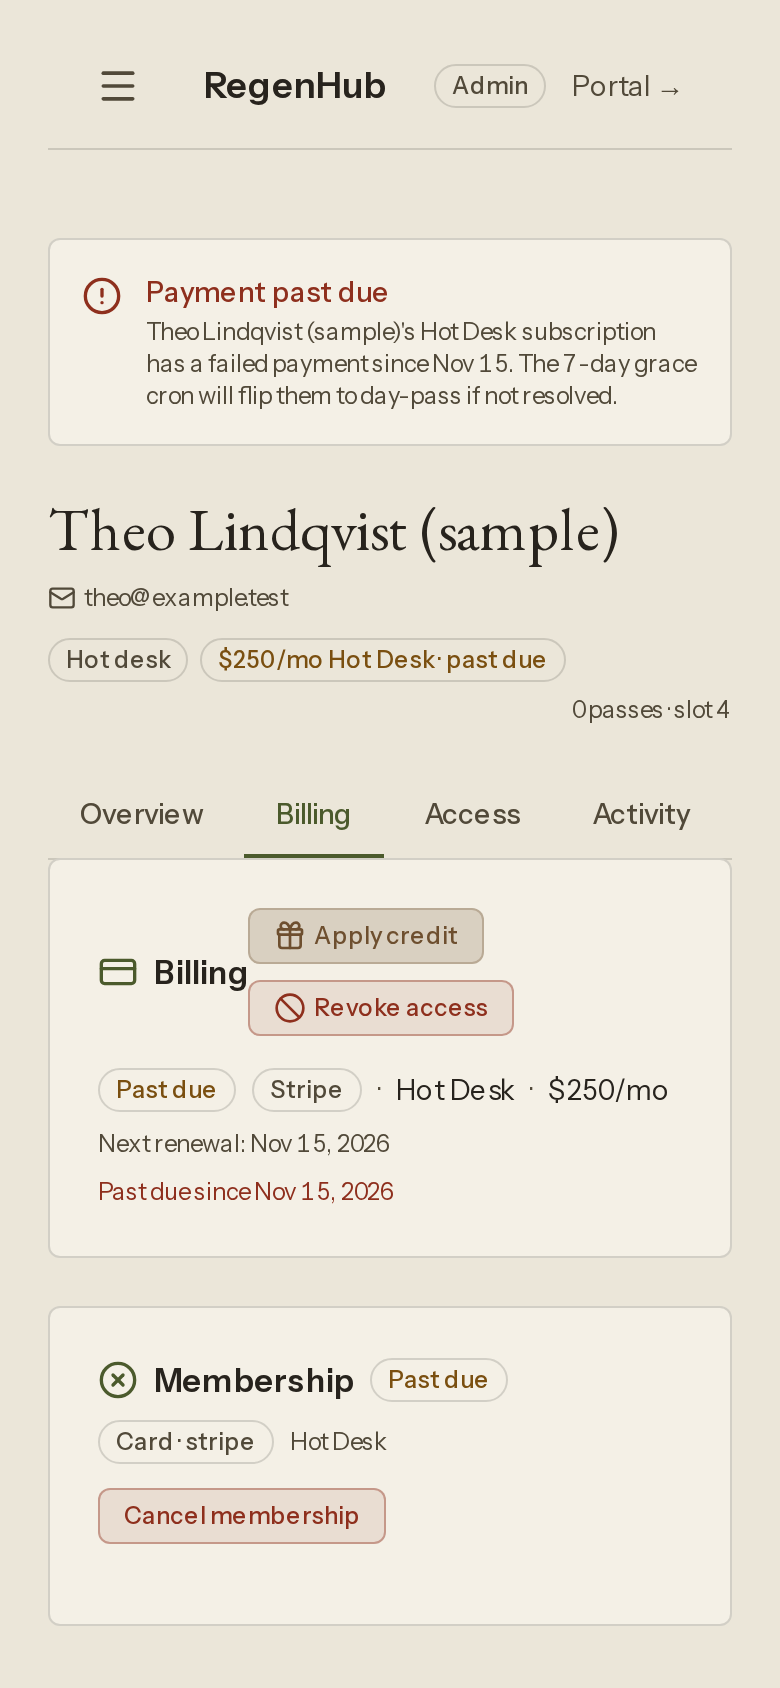 RegenHub
Admin
Portal →
Payment past due
Theo Lindqvist (sample)'s Hot Desk subscription
has a failed payment since Nov 15. The 7-day grace
cron will flip them to day-pass if not resolved.
Theo Lindqvist (sample)
theo@example.test
Hot desk
$250/mo Hot Desk · past due
0 passes · slot 4
Overview
Billing
Access
Activity
Billing
Apply credit
Revoke access
Past due
Stripe
· Hot Desk · $250/mo
Next renewal: Nov 15, 2026
Past due since Nov 15, 2026
Membership
Past due
Card · stripe
Hot Desk
Cancel membership